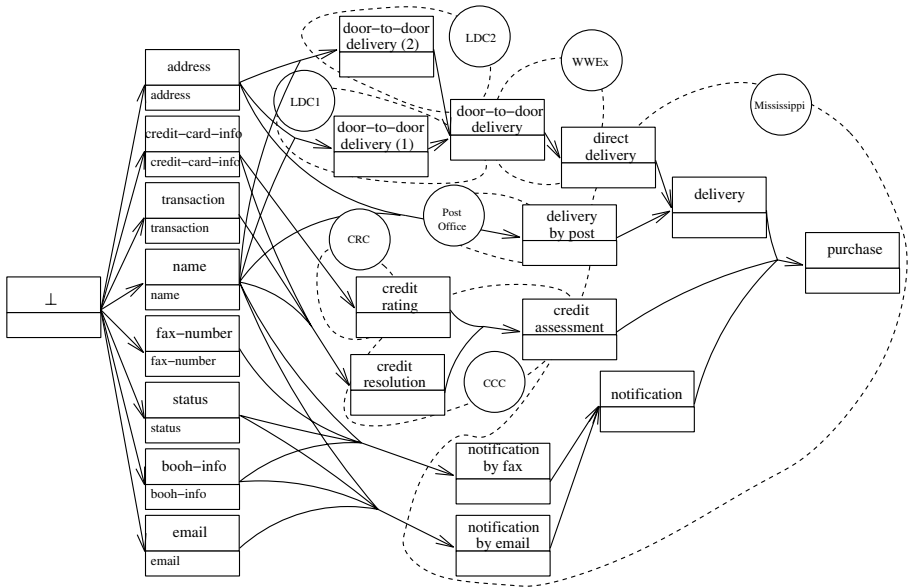 ⊥
address
address
credit-card-info
credit-card-info
transaction
transaction
name
name
fax-number
fax-number
status
status
booh-info
booh-info
email
email
door-to-door
delivery (2)
LDC2
LDC1
door-to-door
delivery (1)
door-to-door
delivery
WWEx
direct
delivery
Mississippi
delivery
Post
Office
delivery
by post
CRC
credit
rating
credit
resolution
CCC
credit
assessment
notification
notification
by fax
notification
by email
purchase